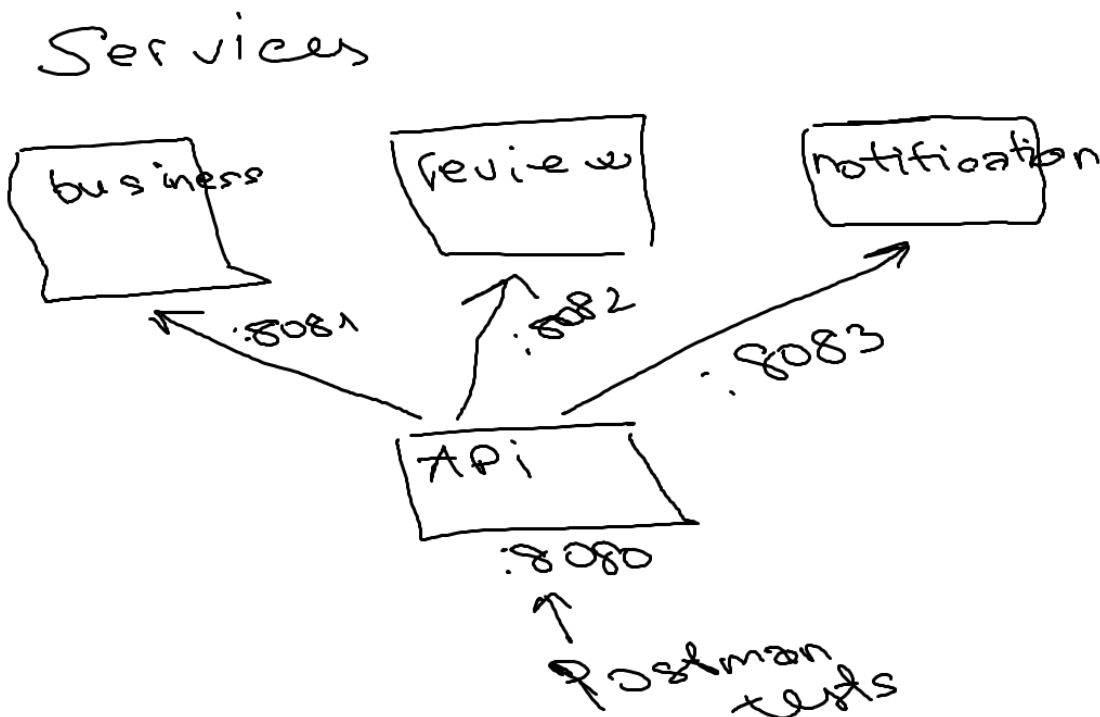 Services
business
review
notification
:8081
:8082
:8083
APi
:8080
Postman
tests